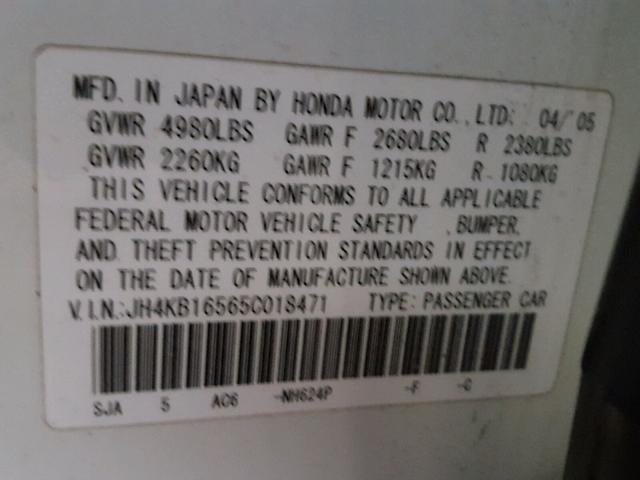 MFD. IN JAPAN BY HONDA MOTOR CO., LTD: 04/ 05
GVWR 4980LBS GAWR F 2680LBS R 2380LBS
GVWR 2260KG GAWR F 1215KG R 1080KG
THIS VEHICLE CONFORMS TO ALL APPLICABLE
FEDERAL MOTOR VEHICLE SAFETY , BUMPER,
AND THEFT PREVENTION STANDARDS IN EFFECT
ON THE DATE OF MANUFACTURE SHOWN ABOVE.
V.I.N.:JH4KB16565C018471 TYPE: PASSENGER CAR
SJA 5 AC6 -NH624P -F -C